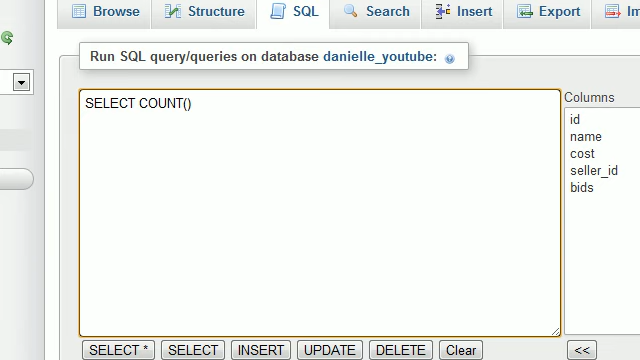 Browse Structure SQL Search Insert Export Im
Run SQL query/queries on database danielle_youtube:
SELECT COUNT()
Columns
id
name
cost
seller_id
bids
SELECT * SELECT INSERT UPDATE DELETE Clear <<